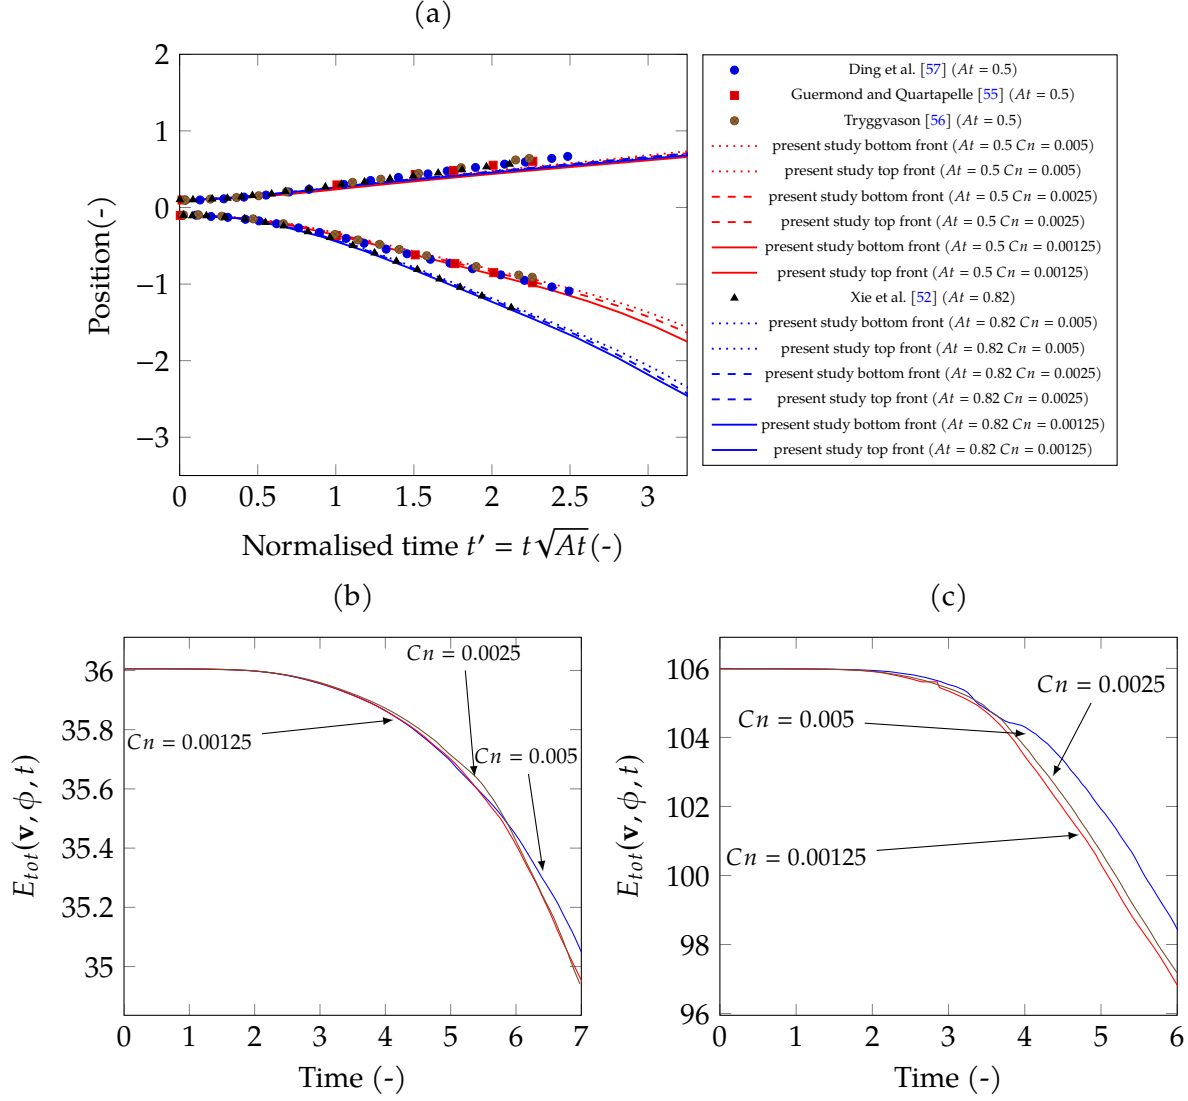 (a)
2
1
0
−1
−2
−3
Position(-)
0
0.5
1
1.5
2
2.5
3
Normalised time t′ = t√At(-)
Ding et al. [57] (At = 0.5)
Guermond and Quartapelle [55] (At = 0.5)
Tryggvason [56] (At = 0.5)
present study bottom front (At = 0.5 Cn = 0.005)
present study top front (At = 0.5 Cn = 0.005)
present study bottom front (At = 0.5 Cn = 0.0025)
present study top front (At = 0.5 Cn = 0.0025)
present study bottom front (At = 0.5 Cn = 0.00125)
present study top front (At = 0.5 Cn = 0.00125)
Xie et al. [52] (At = 0.82)
present study bottom front (At = 0.82 Cn = 0.005)
present study top front (At = 0.82 Cn = 0.005)
present study bottom front (At = 0.82 Cn = 0.0025)
present study top front (At = 0.82 Cn = 0.0025)
present study bottom front (At = 0.82 Cn = 0.00125)
present study top front (At = 0.82 Cn = 0.00125)
(b)
36
35.8
35.6
35.4
35.2
35
E_tot(v, ϕ, t)
Cn = 0.0025
Cn = 0.00125
Cn = 0.005
0
1
2
3
4
5
6
7
Time (-)
(c)
106
104
102
100
98
96
E_tot(v, ϕ, t)
Cn = 0.0025
Cn = 0.005
Cn = 0.00125
0
1
2
3
4
5
6
Time (-)